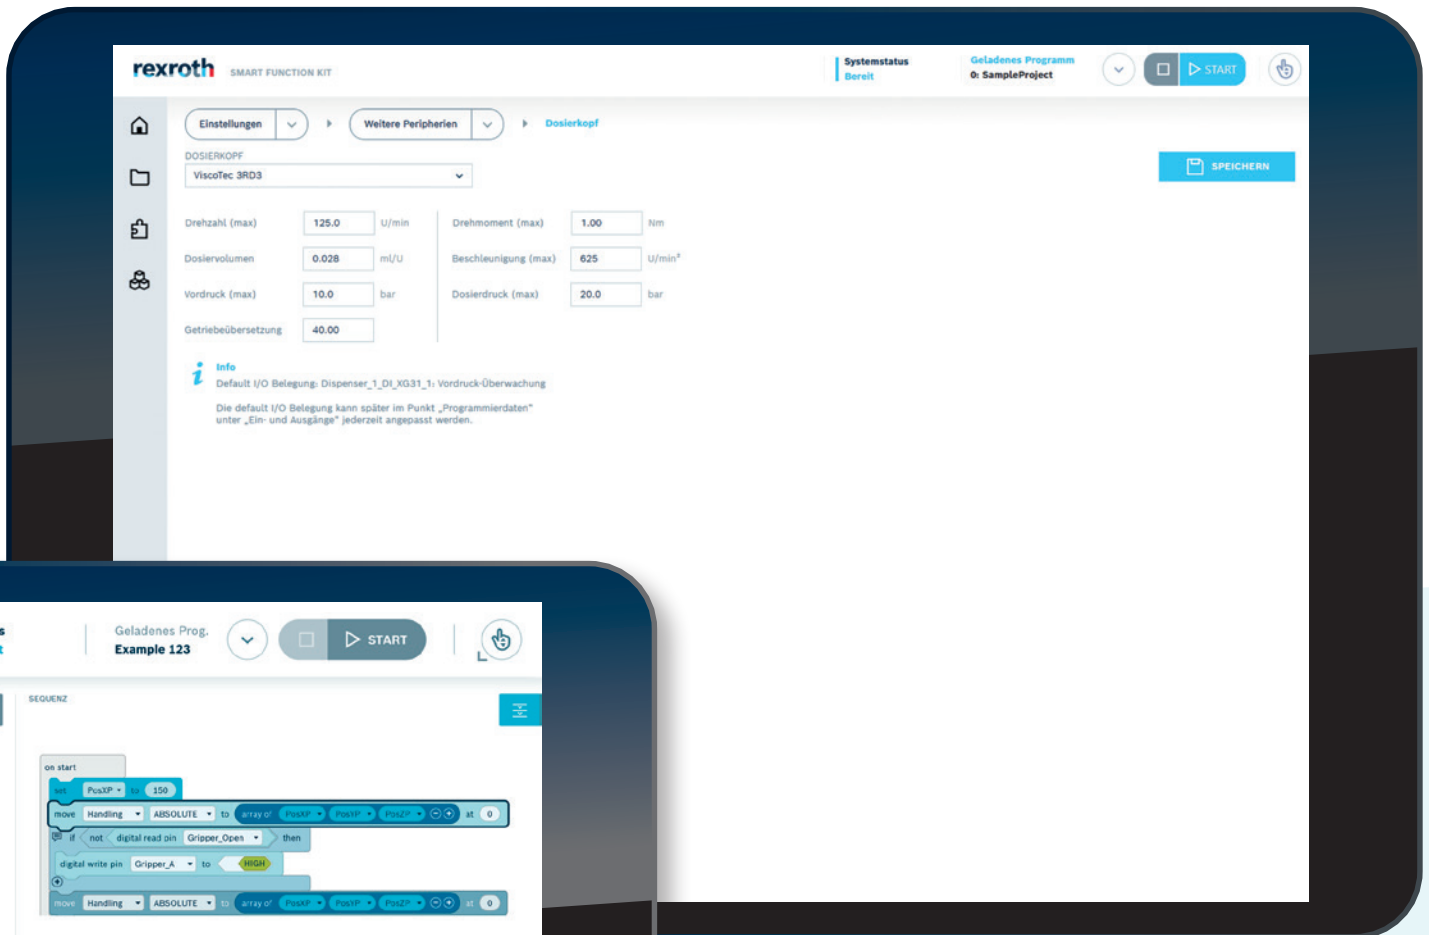 rexroth SMART FUNCTION KIT
Systemstatus
Bereit
Geladenes Programm
0: SampleProject
START
Einstellungen
Weitere Peripherien
Dosierkopf
DOSIERKOPF
ViscoTec 3RD3
SPEICHERN
Drehzahl (max) 125.0 U/min Drehmoment (max) 1.00 Nm
Dosiervolumen 0.028 ml/U Beschleunigung (max) 625 U/min²
Vordruck (max) 10.0 bar Dosierdruck (max) 20.0 bar
Getriebeübersetzung 40.00
Info
Default I/O Belegung: Dispenser_1_DI_XG31_1: Vordruck-Überwachung
Die default I/O Belegung kann später im Punkt „Programmierdaten“
unter „Ein- und Ausgänge“ jederzeit angepasst werden.
s
t
Geladenes Prog.
Example 123
START
SEQUENZ
on start
set PosXP to 150
move Handling ABSOLUTE to array of PosXP PosYP PosZP at 0
if not digital read pin Gripper_Open then
digital write pin Gripper_A to HIGH
move Handling ABSOLUTE to array of PosXP PosYP PosZP at 0